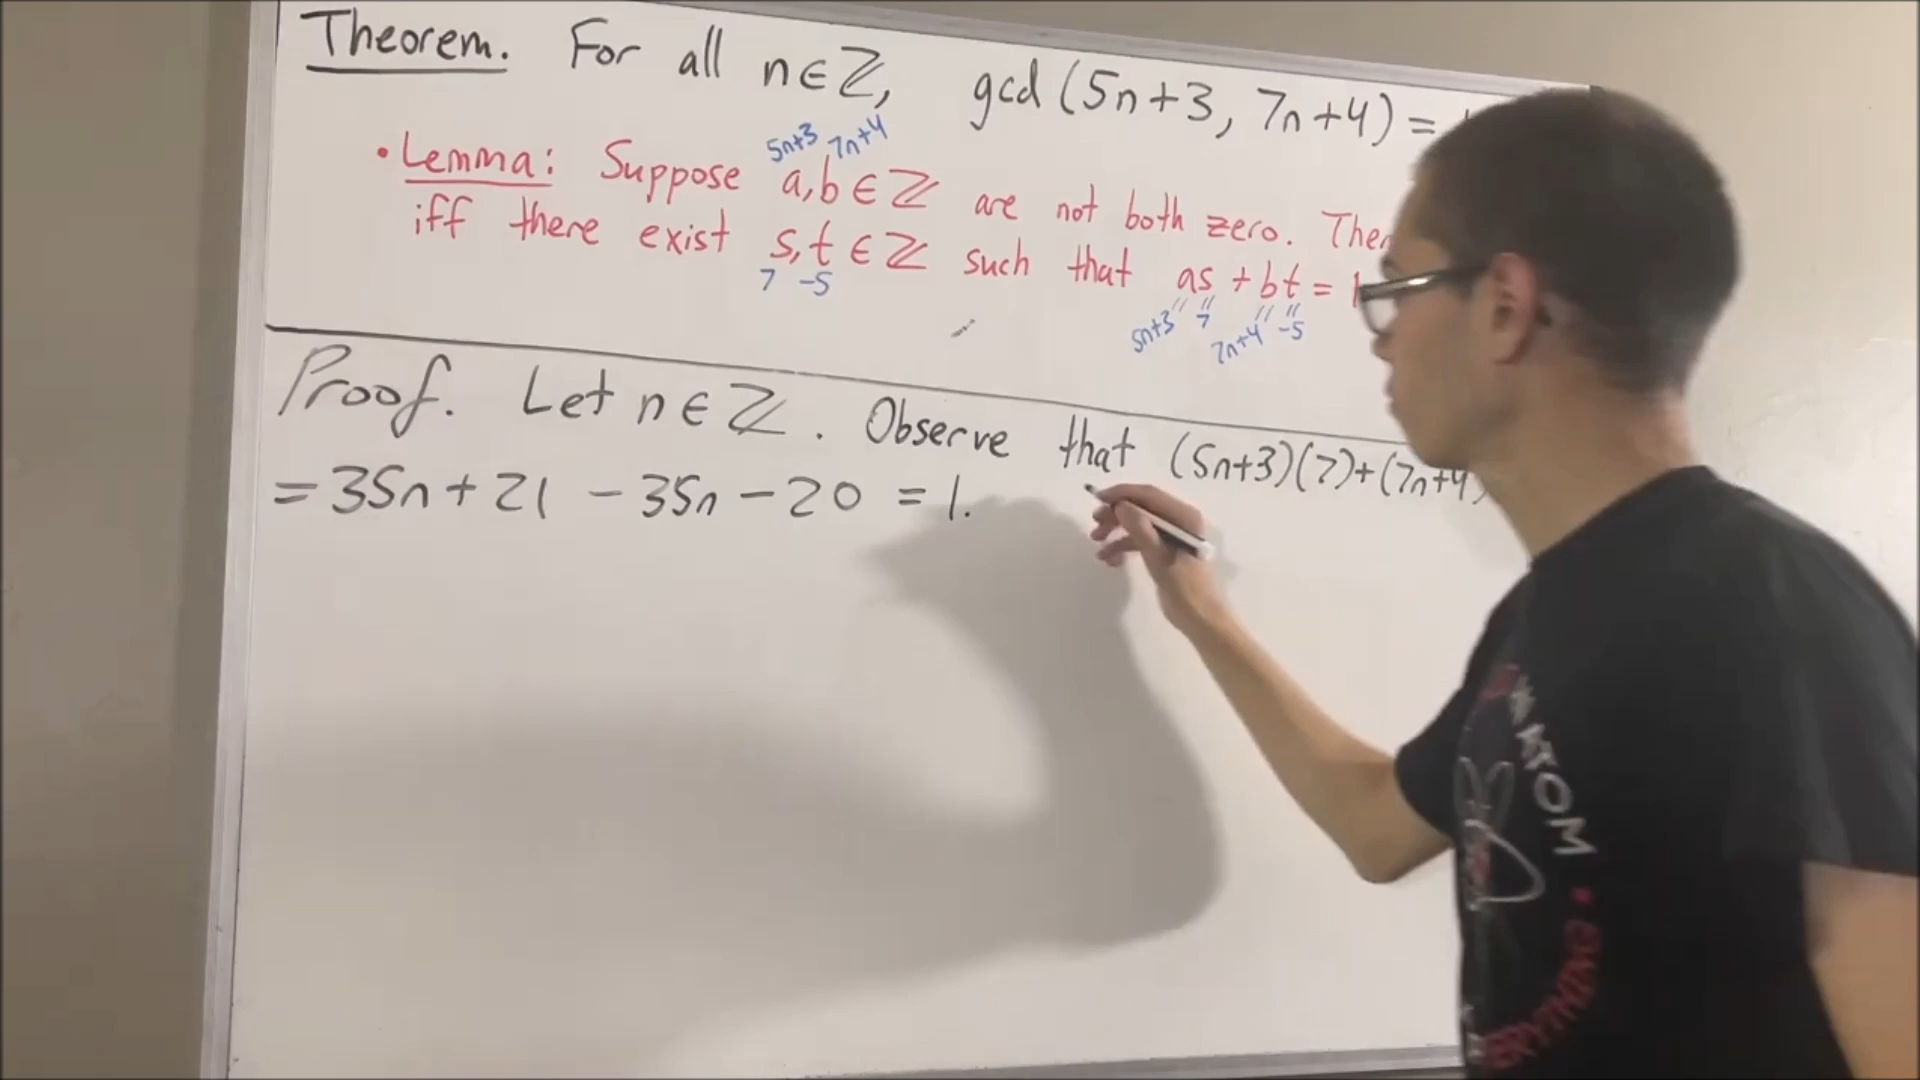 Theorem. For all n∈ℤ, gcd(5n+3, 7n+4) =
5n+3 7n+4
• Lemma: Suppose a,b∈ℤ are not both zero. Then
iff there exist s,t∈ℤ such that as + bt = 1
7 -5
5n+3 7 7n+4 -5
Proof. Let n∈ℤ. Observe that (5n+3)(7)+(7n+4)
= 35n+21 - 35n - 20 = 1.
ATOM